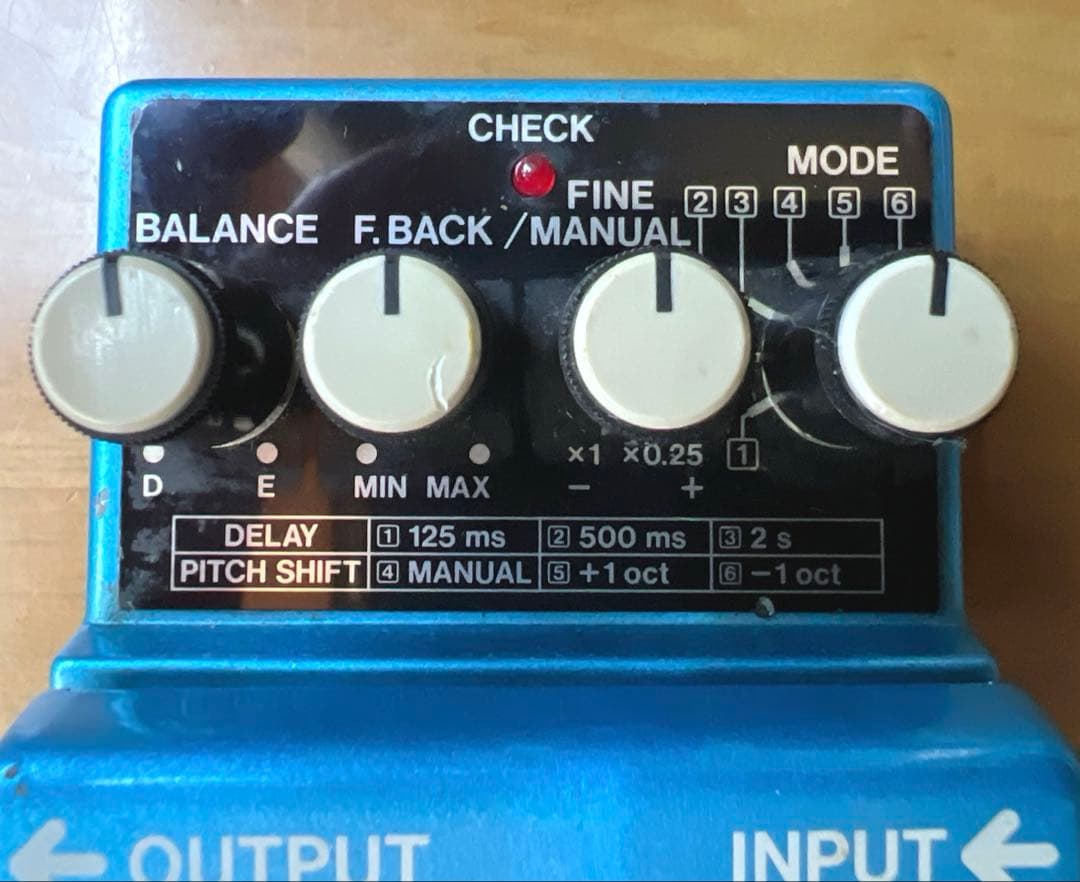 CHECK
MODE
FINE
2 3 4 5 6
BALANCE F.BACK /MANUAL
×1 ×0.25 1
D E MIN MAX − +
DELAY 1 125 ms 2 500 ms 3 2 s
PITCH SHIFT 4 MANUAL 5 +1 oct 6 −1 oct
← OUTPUT INPUT ←